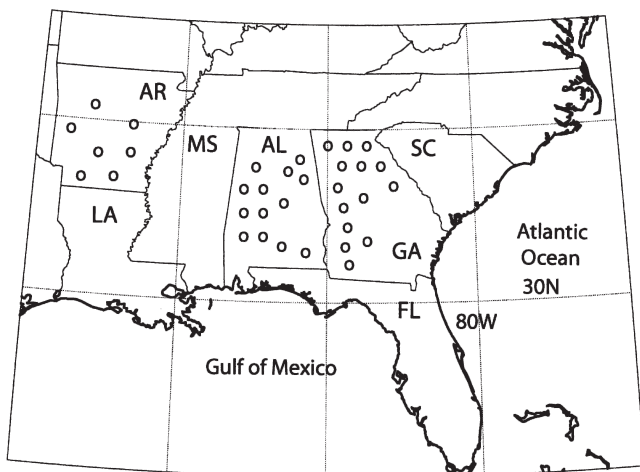 AR
MS
AL
SC
LA
GA
Atlantic
Ocean
30N
FL
80W
Gulf of Mexico